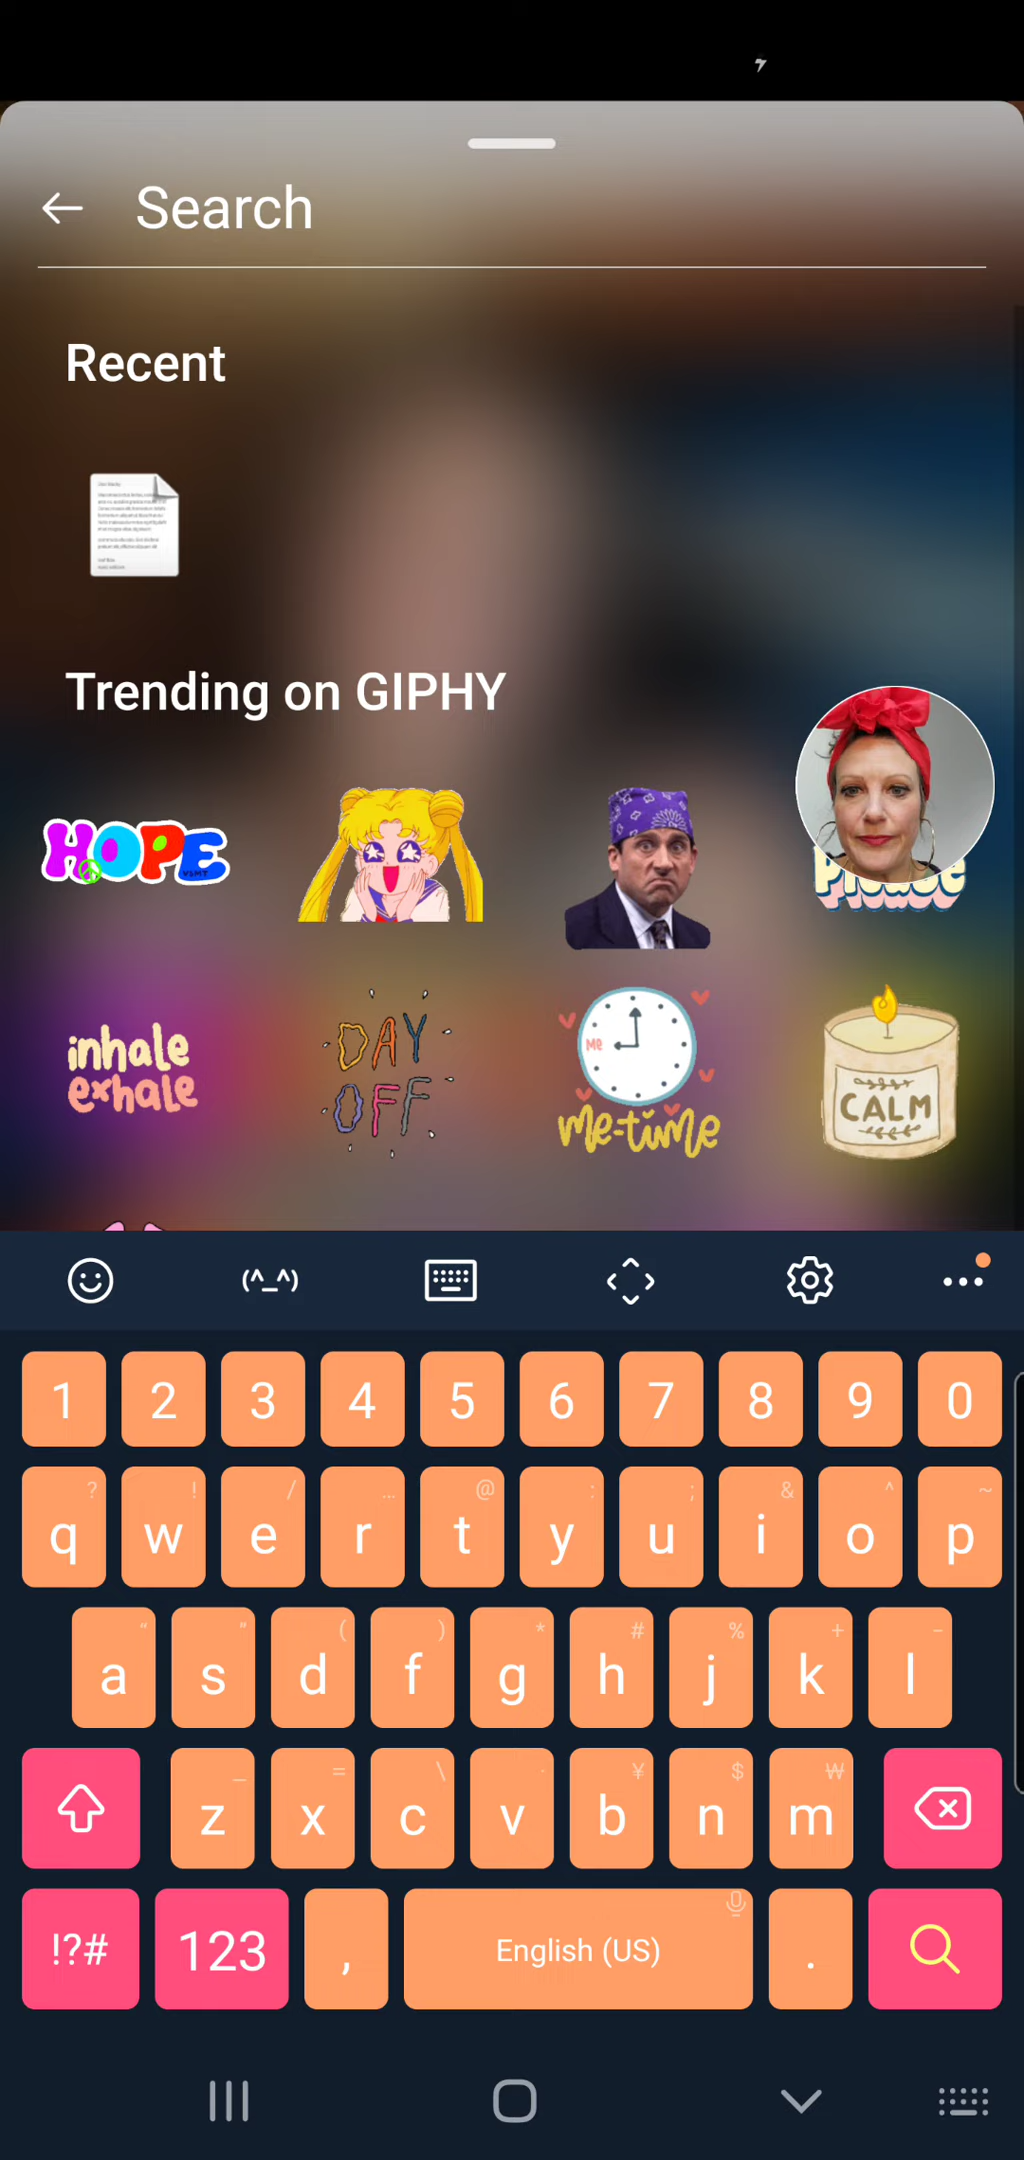 Search
Recent
Trending on GIPHY
HOPE
Please
inhale
exhale
DAY
OFF
Me
me-time
CALM
(^_^)
1 2 3 4 5 6 7 8 9 0
? ! / … @ : ; & ^ ~
q w e r t y u i o p
“ ” ( ) * # % + -
a s d f g h j k l
_ = \ · ¥ $ ₩
z x c v b n m
!?# 123 , English (US) .